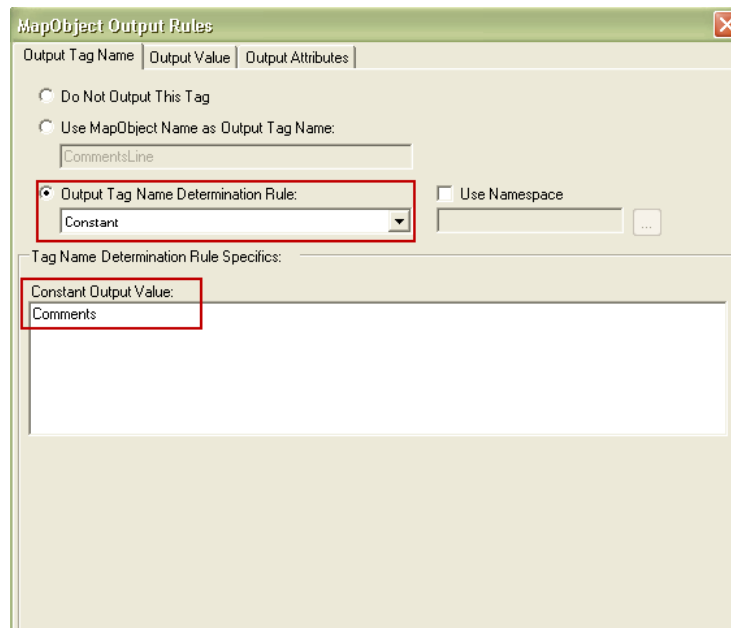 MapObject Output Rules
Output Tag Name Output Value Output Attributes
Do Not Output This Tag
Use MapObject Name as Output Tag Name:
CommentsLine
Output Tag Name Determination Rule: Use Namespace
Constant ...
Tag Name Determination Rule Specifics:
Constant Output Value:
Comments